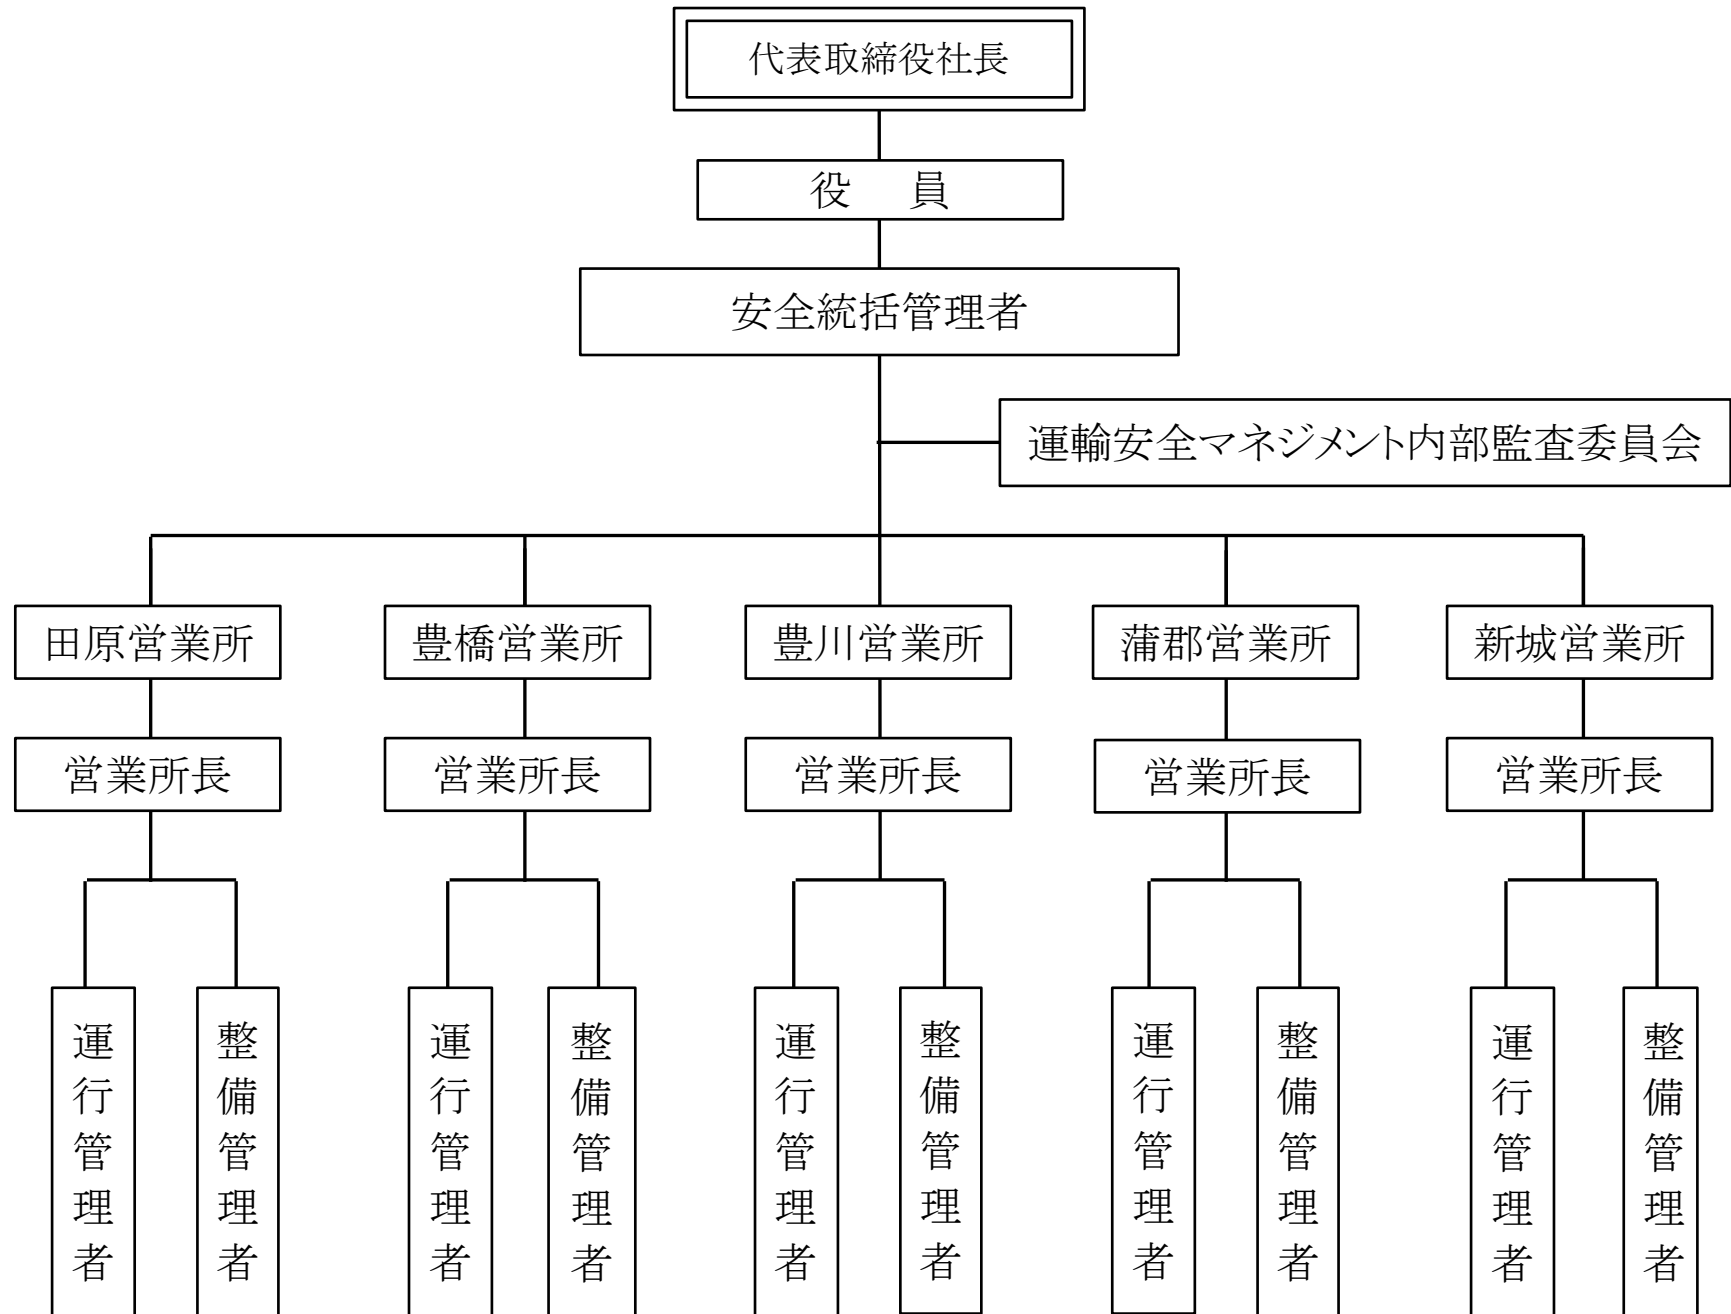 代表取締役社長
役　員
安全統括管理者
運輸安全マネジメント内部監査委員会
田原営業所
豊橋営業所
豊川営業所
蒲郡営業所
新城営業所
営業所長
営業所長
営業所長
営業所長
営業所長
運行管理者
整備管理者
運行管理者
整備管理者
運行管理者
整備管理者
運行管理者
整備管理者
運行管理者
整備管理者